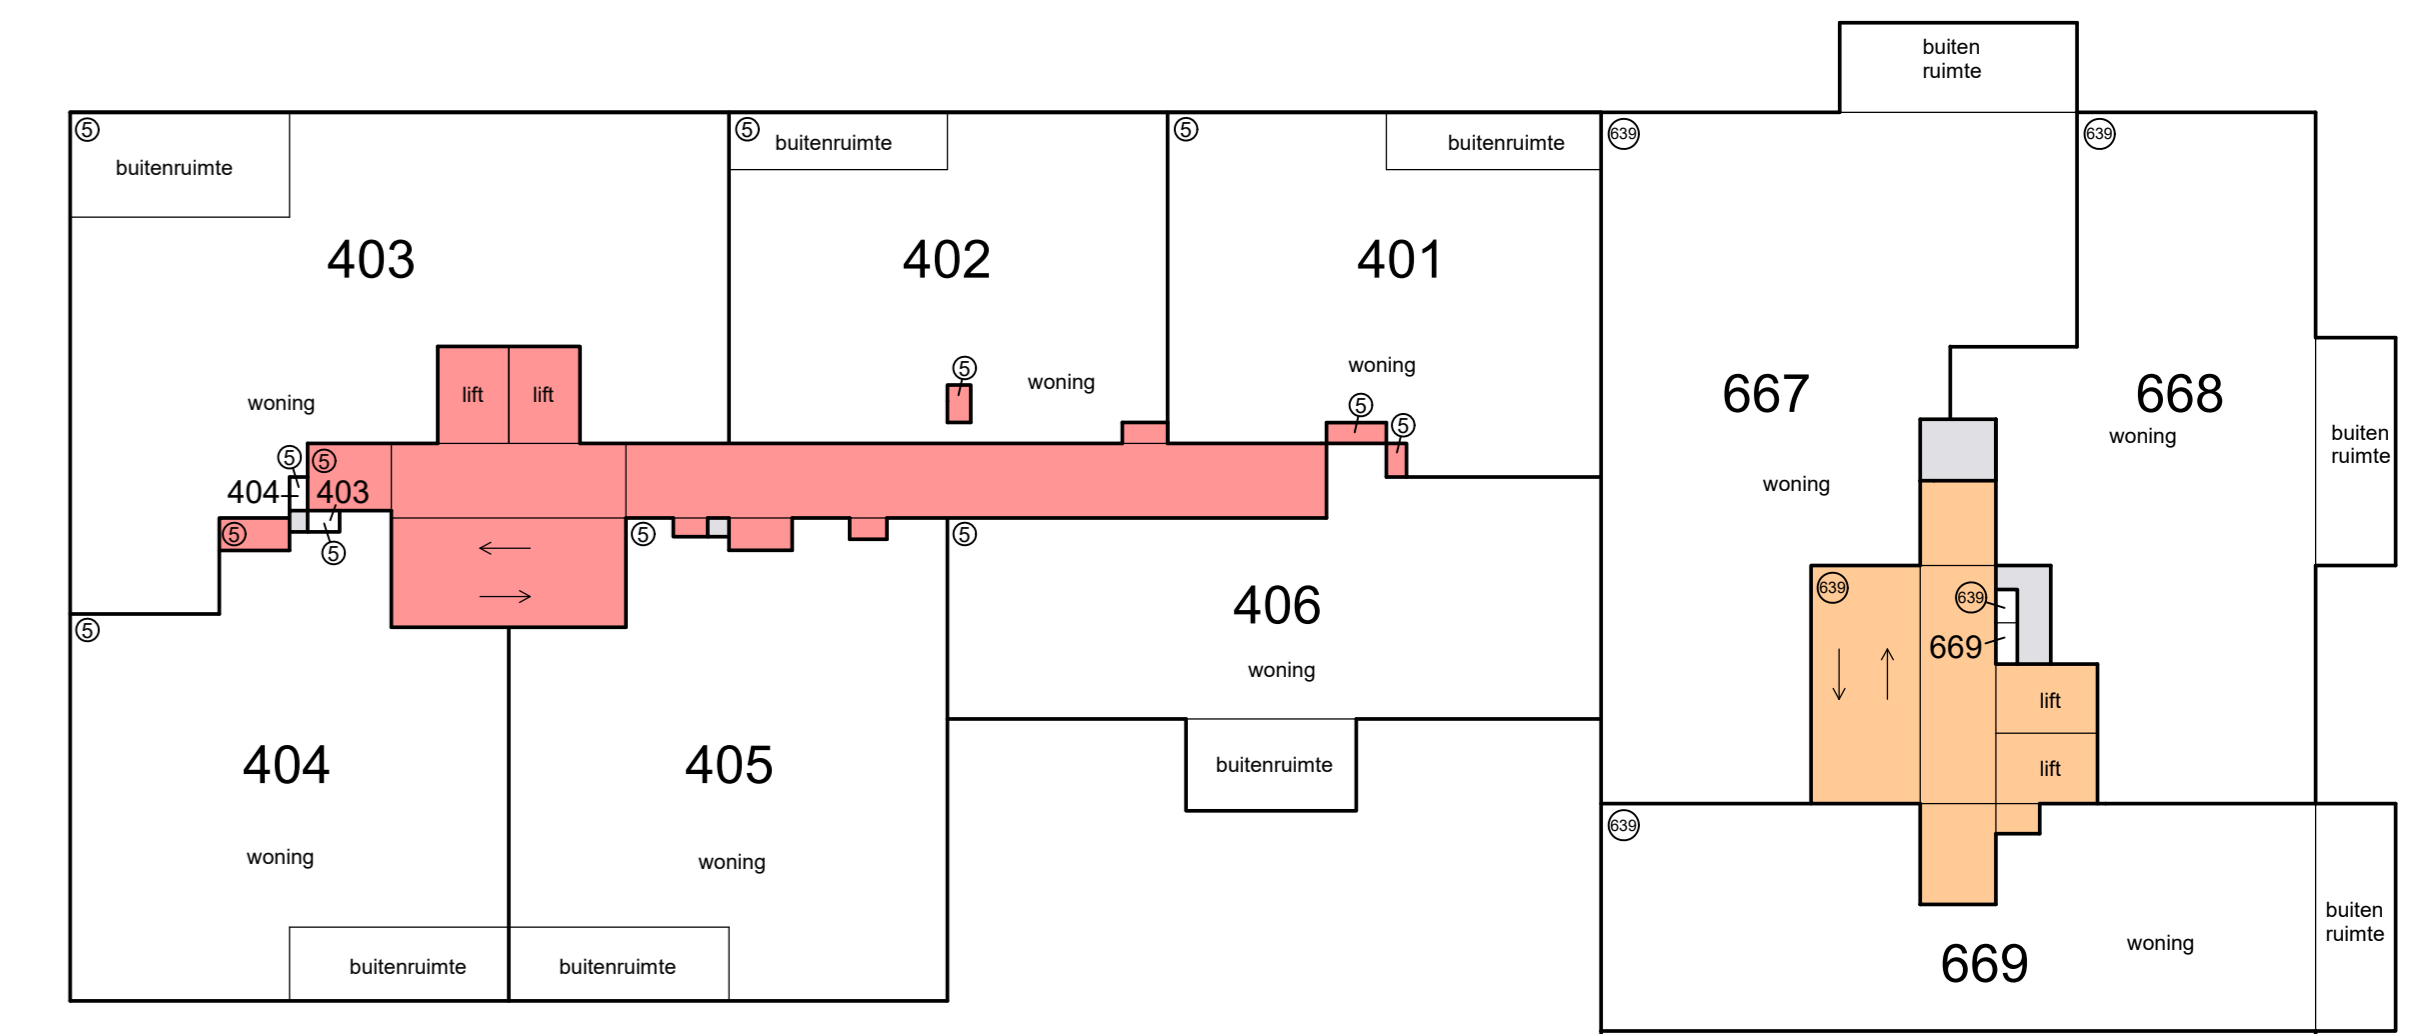 buiten
ruimte
5
buitenruimte
5
buitenruimte
5
buitenruimte
639
639
403
402
401
woning
lift
lift
5
woning
woning
5
5
667
668
woning
woning
buiten
ruimte
5
5
404
403
5
5
5
5
639
639
669
lift
lift
406
woning
5
404
405
buitenruimte
woning
woning
639
buitenruimte
buitenruimte
669
woning
buiten
ruimte